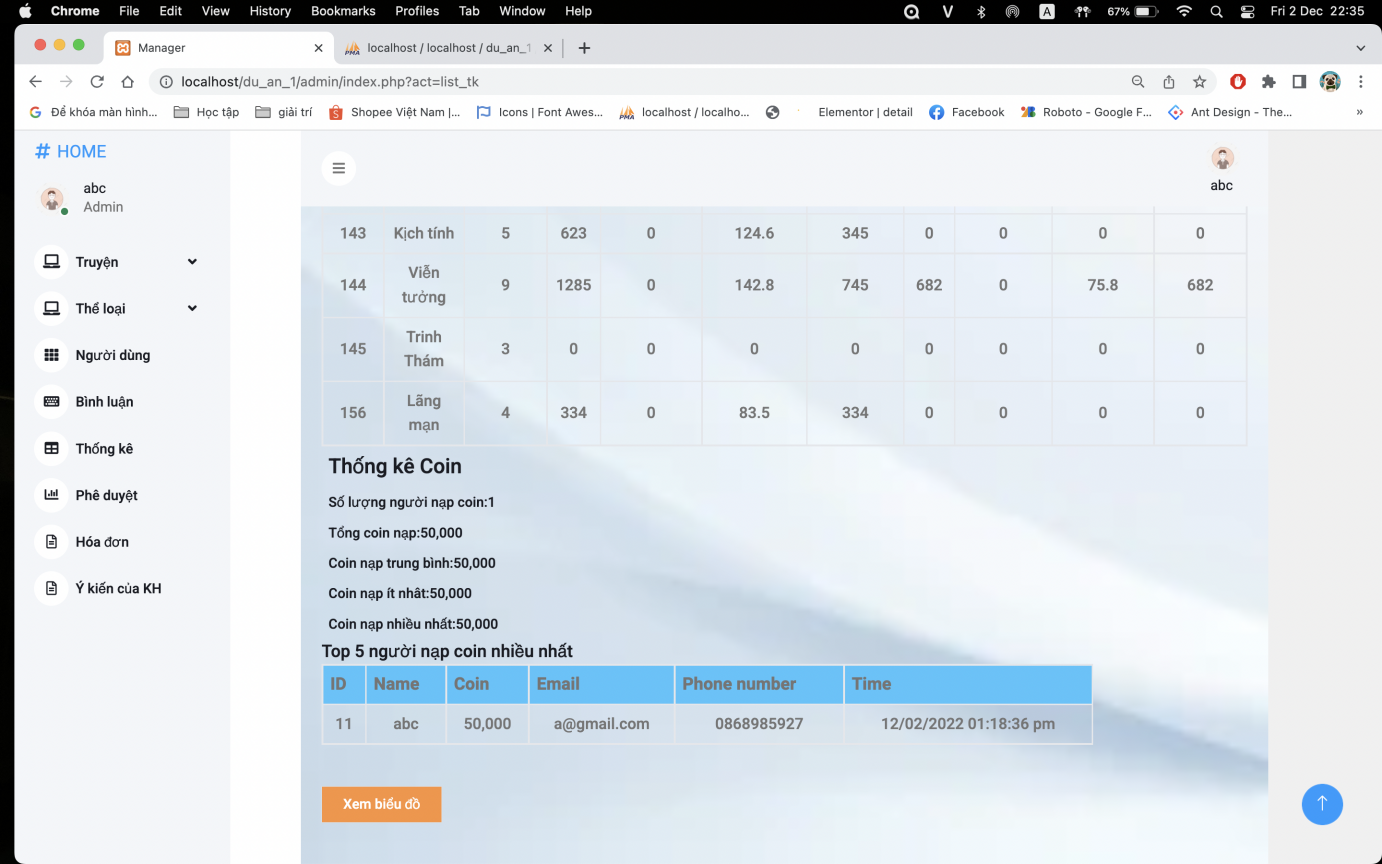 Chrome File Edit View History Bookmarks Profiles Tab Window Help V A 67% Fri 2 Dec 22:35
Manager localhost / localhost / du_an_1
localhost/du_an_1/admin/index.php?act=list_tk
Để khóa màn hình... Học tập giải trí Shopee Việt Nam |... Icons | Font Awes... PMA localhost / localho... Elementor | detail Facebook Roboto - Google F... Ant Design - The... »
# HOME
abc
Admin
Truyện
Thể loại
Người dùng
Bình luận
Thống kê
Phê duyệt
Hóa đơn
Ý kiến của KH
abc
143 Kịch tính 5 623 0 124.6 345 0 0 0 0
144 Viễn tưởng 9 1285 0 142.8 745 682 0 75.8 682
145 Trinh Thám 3 0 0 0 0 0 0 0 0
156 Lãng mạn 4 334 0 83.5 334 0 0 0 0
Thống kê Coin
Số lượng người nạp coin:1
Tổng coin nạp:50,000
Coin nạp trung bình:50,000
Coin nạp ít nhât:50,000
Coin nạp nhiều nhất:50,000
Top 5 người nạp coin nhiều nhất
ID Name Coin Email Phone number Time
11 abc 50,000 a@gmail.com 0868985927 12/02/2022 01:18:36 pm
Xem biểu đồ